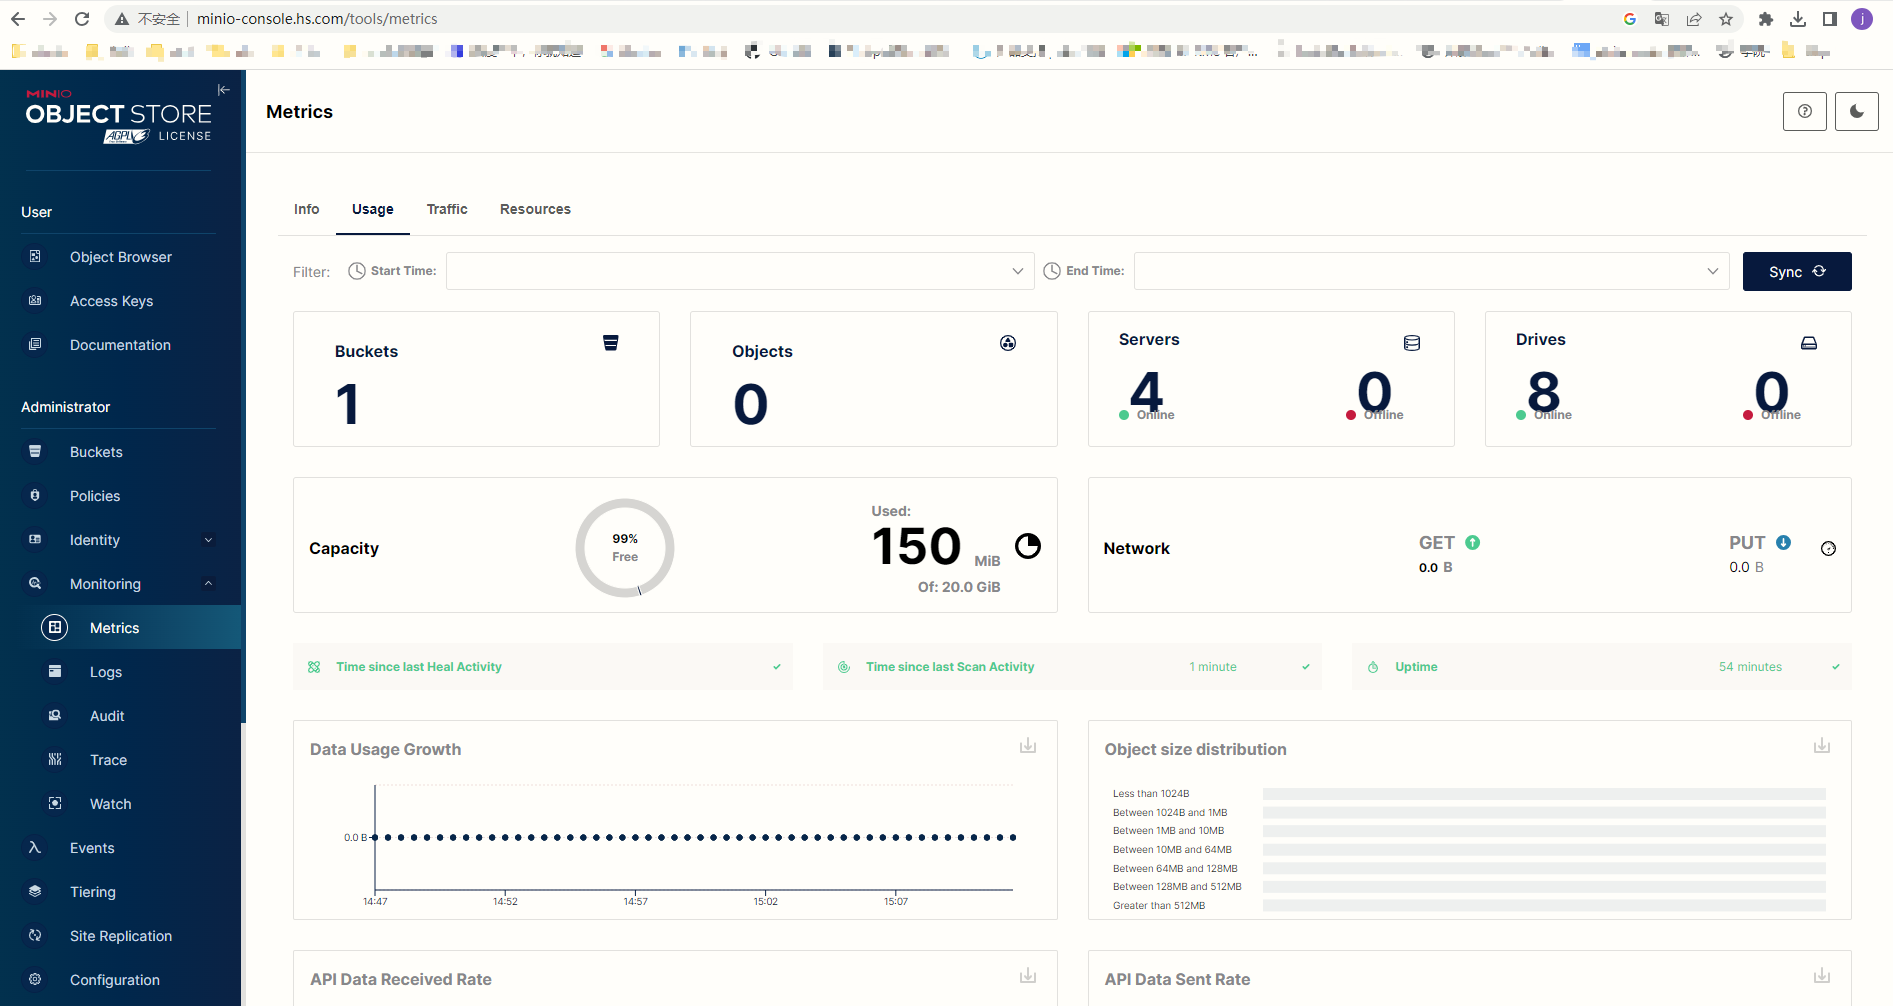 不安全 minio-console.hs.com/tools/metrics
MINIO
OBJECT STORE
AGPLv3 LICENSE
User
Object Browser
Access Keys
Documentation
Administrator
Buckets
Policies
Identity
Monitoring
Metrics
Logs
Audit
Trace
Watch
Events
Tiering
Site Replication
Configuration
Metrics
Info Usage Traffic Resources
Filter: Start Time: End Time: Sync
Buckets
1
Objects
0
Servers
4 0
Online Offline
Drives
8 0
Online Offline
Capacity
99%
Free
Used:
150 MiB
Of: 20.0 GiB
Network
GET PUT
0.0 B 0.0 B
Time since last Heal Activity
Time since last Scan Activity 1 minute
Uptime 54 minutes
Data Usage Growth
0.0 B
14:47 14:52 14:57 15:02 15:07
Object size distribution
Less than 1024B
Between 1024B and 1MB
Between 1MB and 10MB
Between 10MB and 64MB
Between 64MB and 128MB
Between 128MB and 512MB
Greater than 512MB
API Data Received Rate
API Data Sent Rate